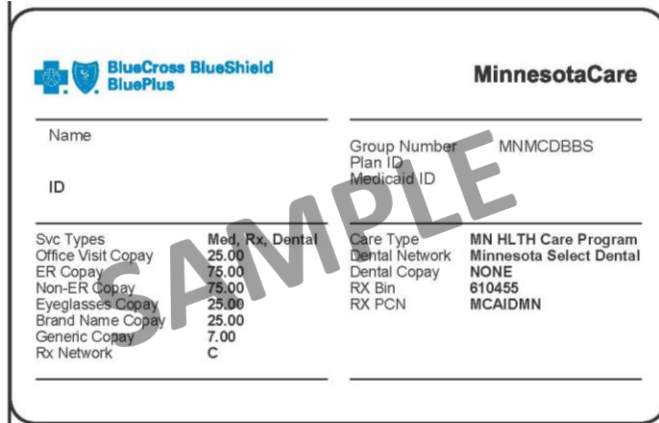 BlueCross BlueShield
BluePlus
MinnesotaCare
Name
ID
Group Number MNMCDBBS
Plan ID
Medicaid ID
Svc Types Med, Rx, Dental
Office Visit Copay 25.00
ER Copay 75.00
Non-ER Copay 75.00
Eyeglasses Copay 25.00
Brand Name Copay 25.00
Generic Copay 7.00
Rx Network C
Care Type MN HLTH Care Program
Dental Network Minnesota Select Dental
Dental Copay NONE
RX Bin 610455
RX PCN MCAIDMN
SAMPLE